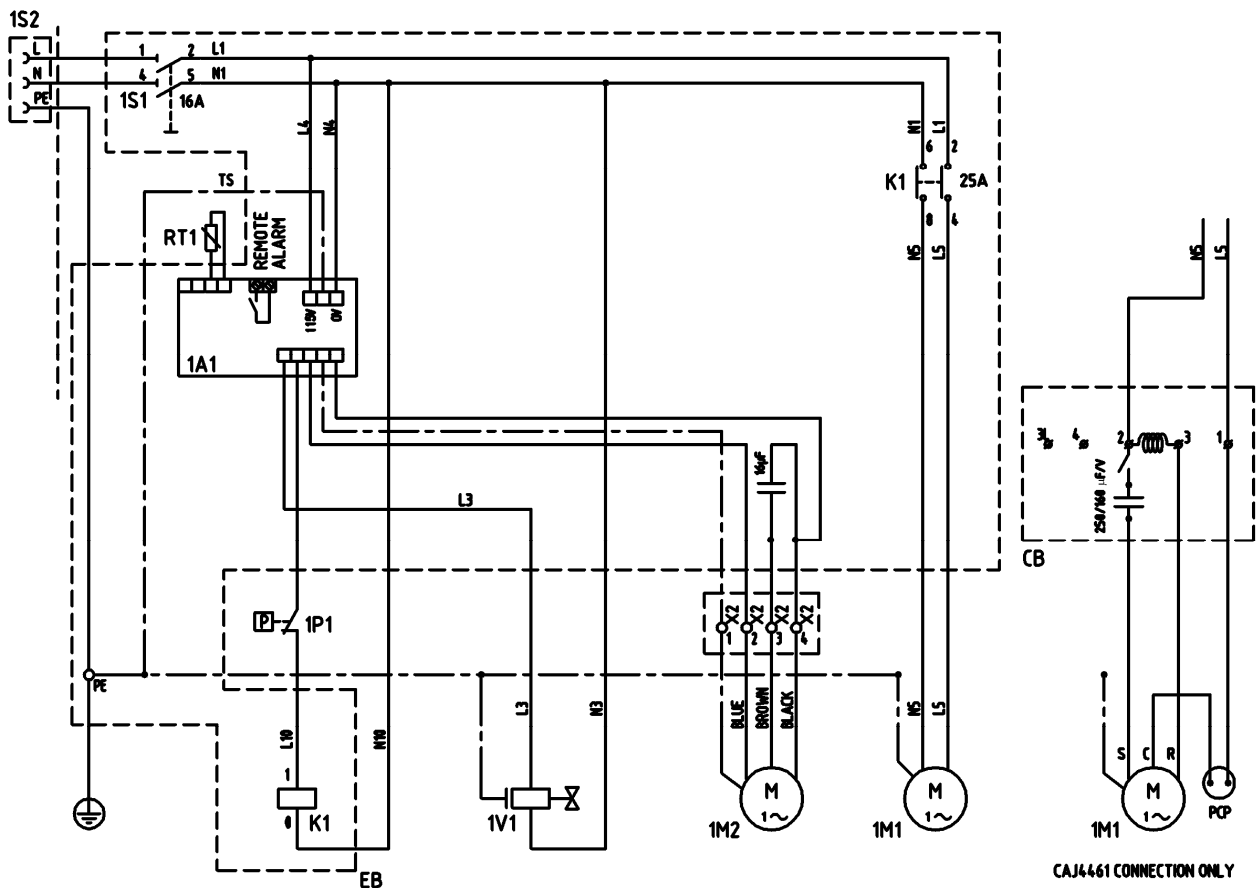 1S2
L 1 2 L1
N 4 5 N1
PE 1S1 16A
L4 N4
N1 L1
6 2
K1 25A
8 4
TS
RT1
REMOTE
ALARM
N5 L5
N5 L5
115V 0V
1A1
16µF
4 2 3 1
250/160 µF/V
CB
L3
P 1P1
X2 X2 X2 X2
1 2 3 4
PE
L10 N10 L3 N3
BLUE BROWN BLACK
N5 L5
S C R
1
K1
1V1
M
1~
1M2
M
1~
1M1
M
1~
1M1
PCP
EB
CAJ4461 CONNECTION ONLY